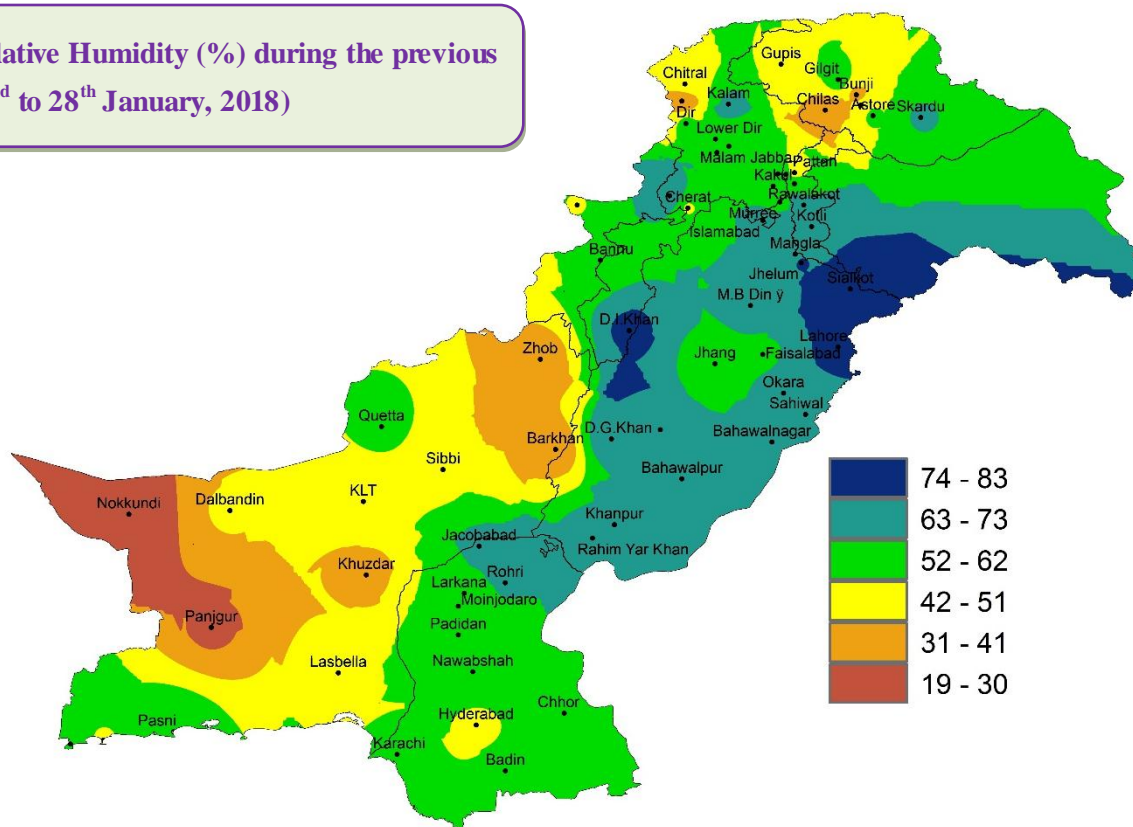 lative Humidity (%) during the previous
d to 28th January, 2018)
Gupis
Chitral
Gilgit
Bunji
Kalam
Chilas
Astore
Skardu
Dir
Lower Dir
Malam Jabba
Pattan
Kakul
Cherat
Rawalakot
Murree
Kotli
Islamabad
Mangla
Bannu
Jhelum
Sialkot
M.B Din ÿ
D.I.Khan
Lahore
Zhob
Jhang
Faisalabad
Okara
Quetta
Sahiwal
D.G.Khan
Bahawalnagar
Barkhan
Sibbi
Bahawalpur
Nokkundi
Dalbandin
KLT
Khanpur
Jacobabad
Rahim Yar Khan
Khuzdar
Rohri
Larkana
Moinjodaro
Panjgur
Padidan
Lasbella
Nawabshah
Chhor
Pasni
Hyderabad
Karachi
Badin
74 - 83
63 - 73
52 - 62
42 - 51
31 - 41
19 - 30